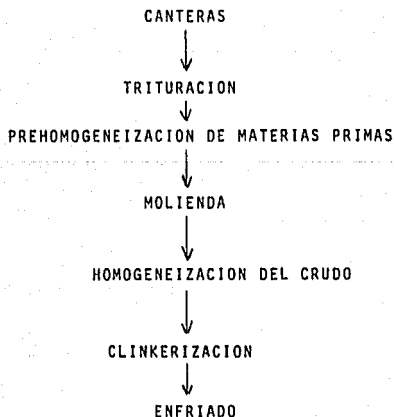 CANTERAS
TRITURACION
PREHOMOGENEIZACION DE MATERIAS PRIMAS
MOLIENDA
HOMOGENEIZACION DEL CRUDO
CLINKERIZACION
ENFRIADO